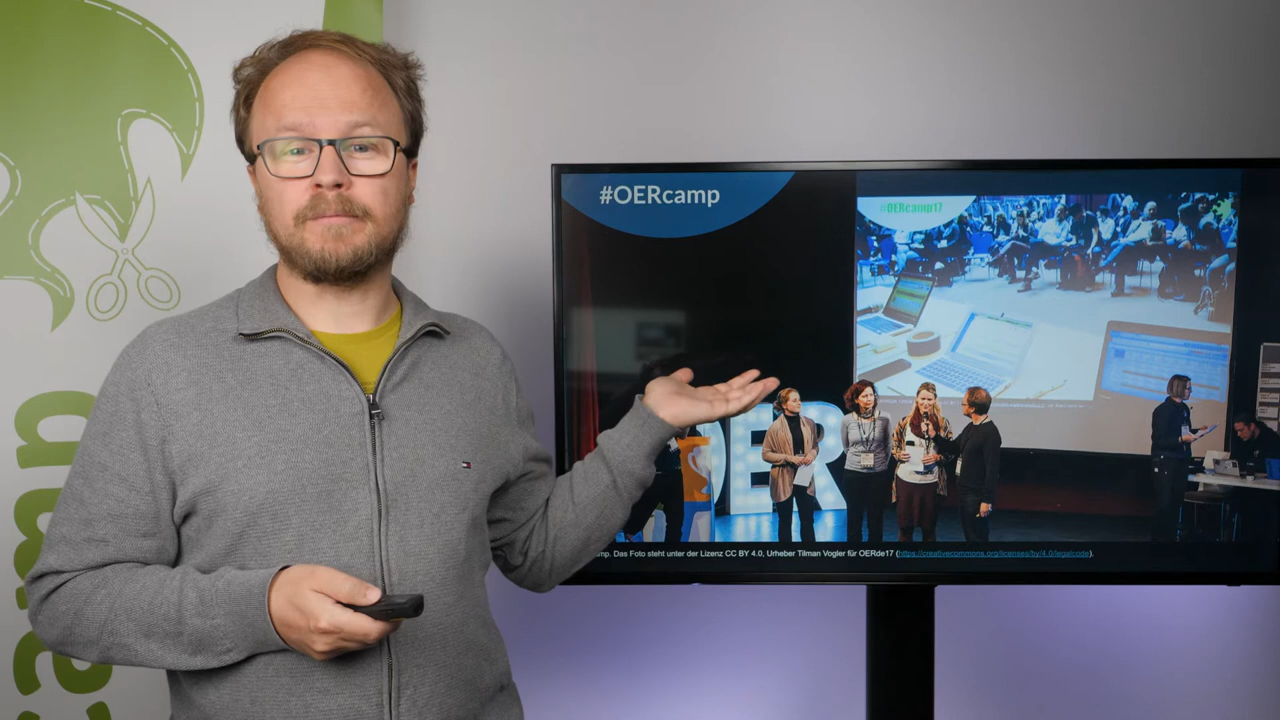 #OERcamp
#OERcamp17
OER
mp. Das Foto steht unter der Lizenz CC BY 4.0, Urheber Tilman Vogler für OERde17 (https://creativecommons.org/licenses/by/4.0/legalcode).
camp